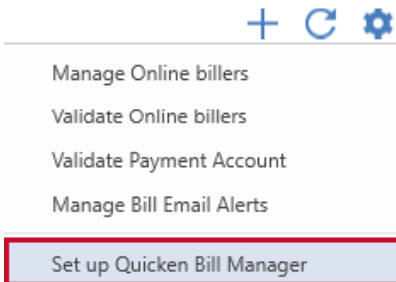 Manage Online billers
Validate Online billers
Validate Payment Account
Manage Bill Email Alerts
Set up Quicken Bill Manager